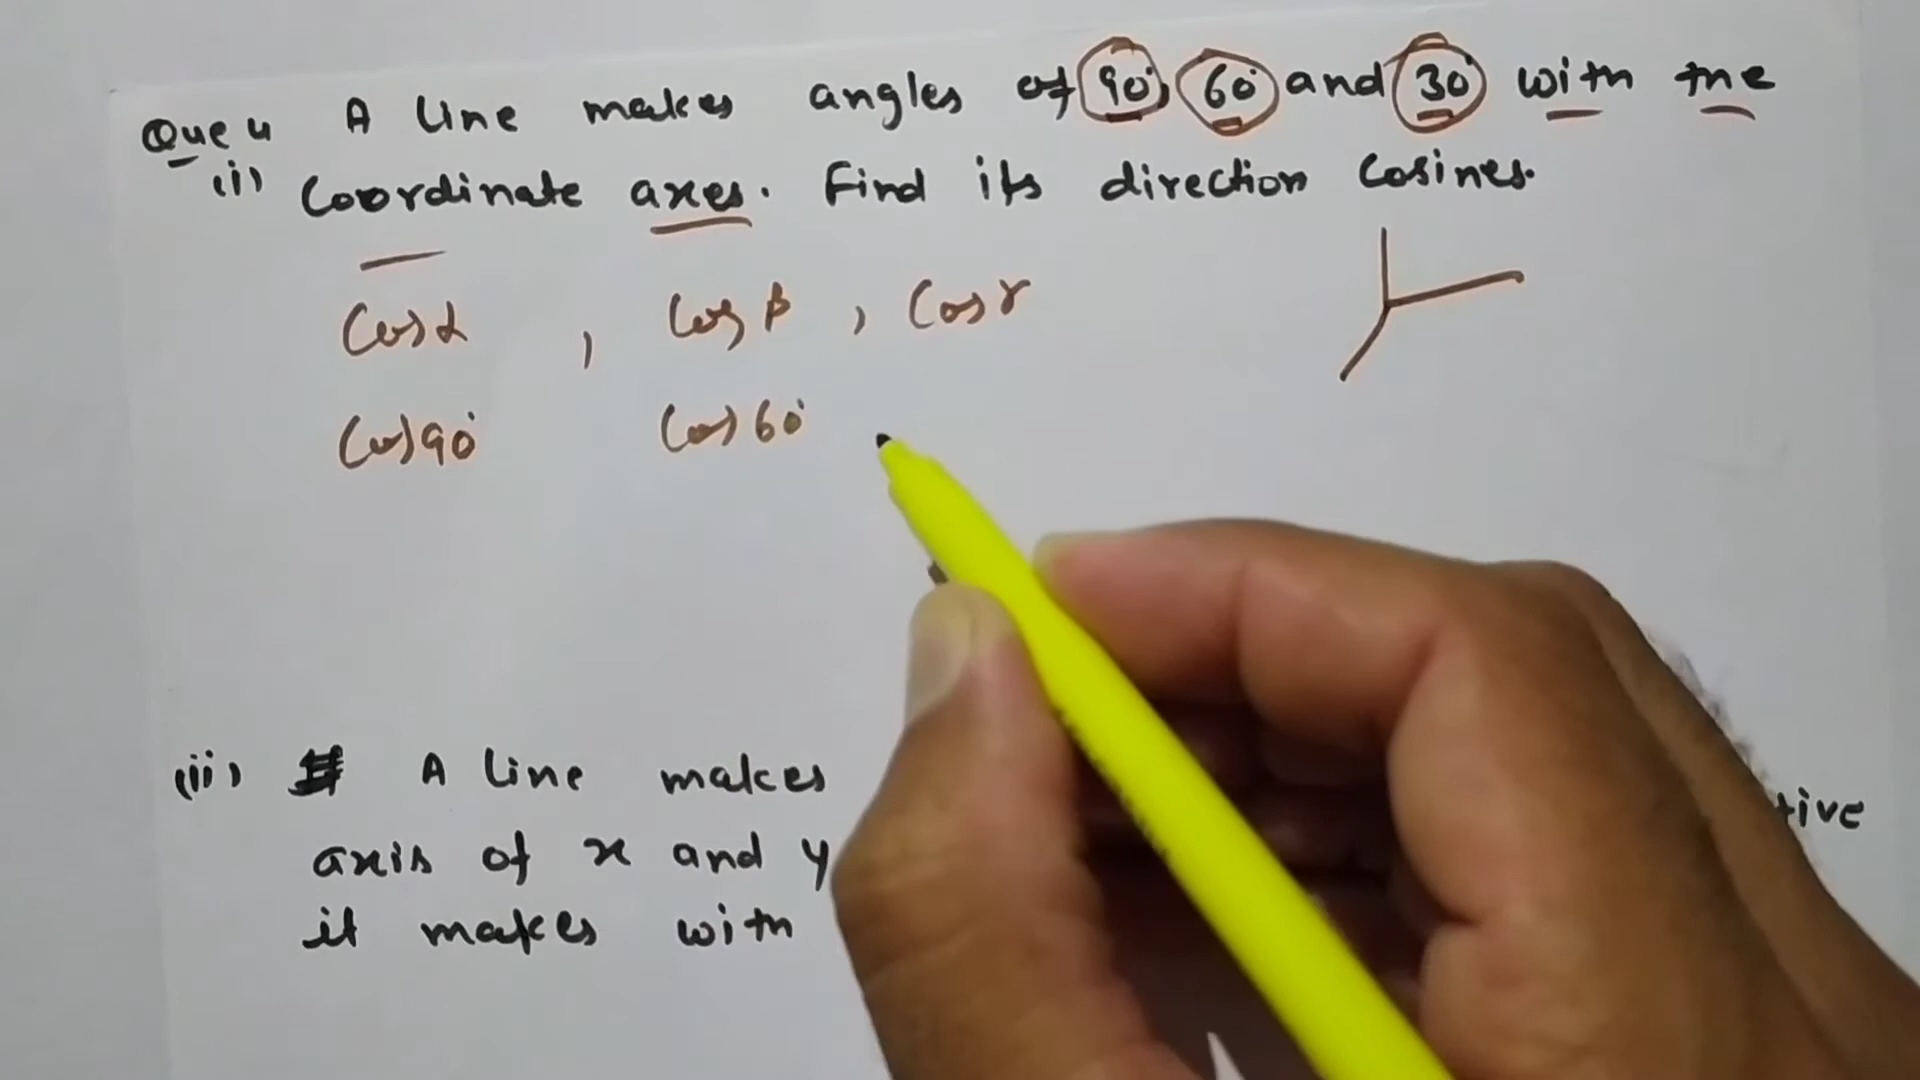 Que 4 A line makes angles of 90°, 60° and 30° with the
(i) Coordinate axes. Find its direction Cosines.
Cos α , Cos β , Cos γ
Cos 90° Cos 60°
(ii) A line makes
axis of x and y
it makes with